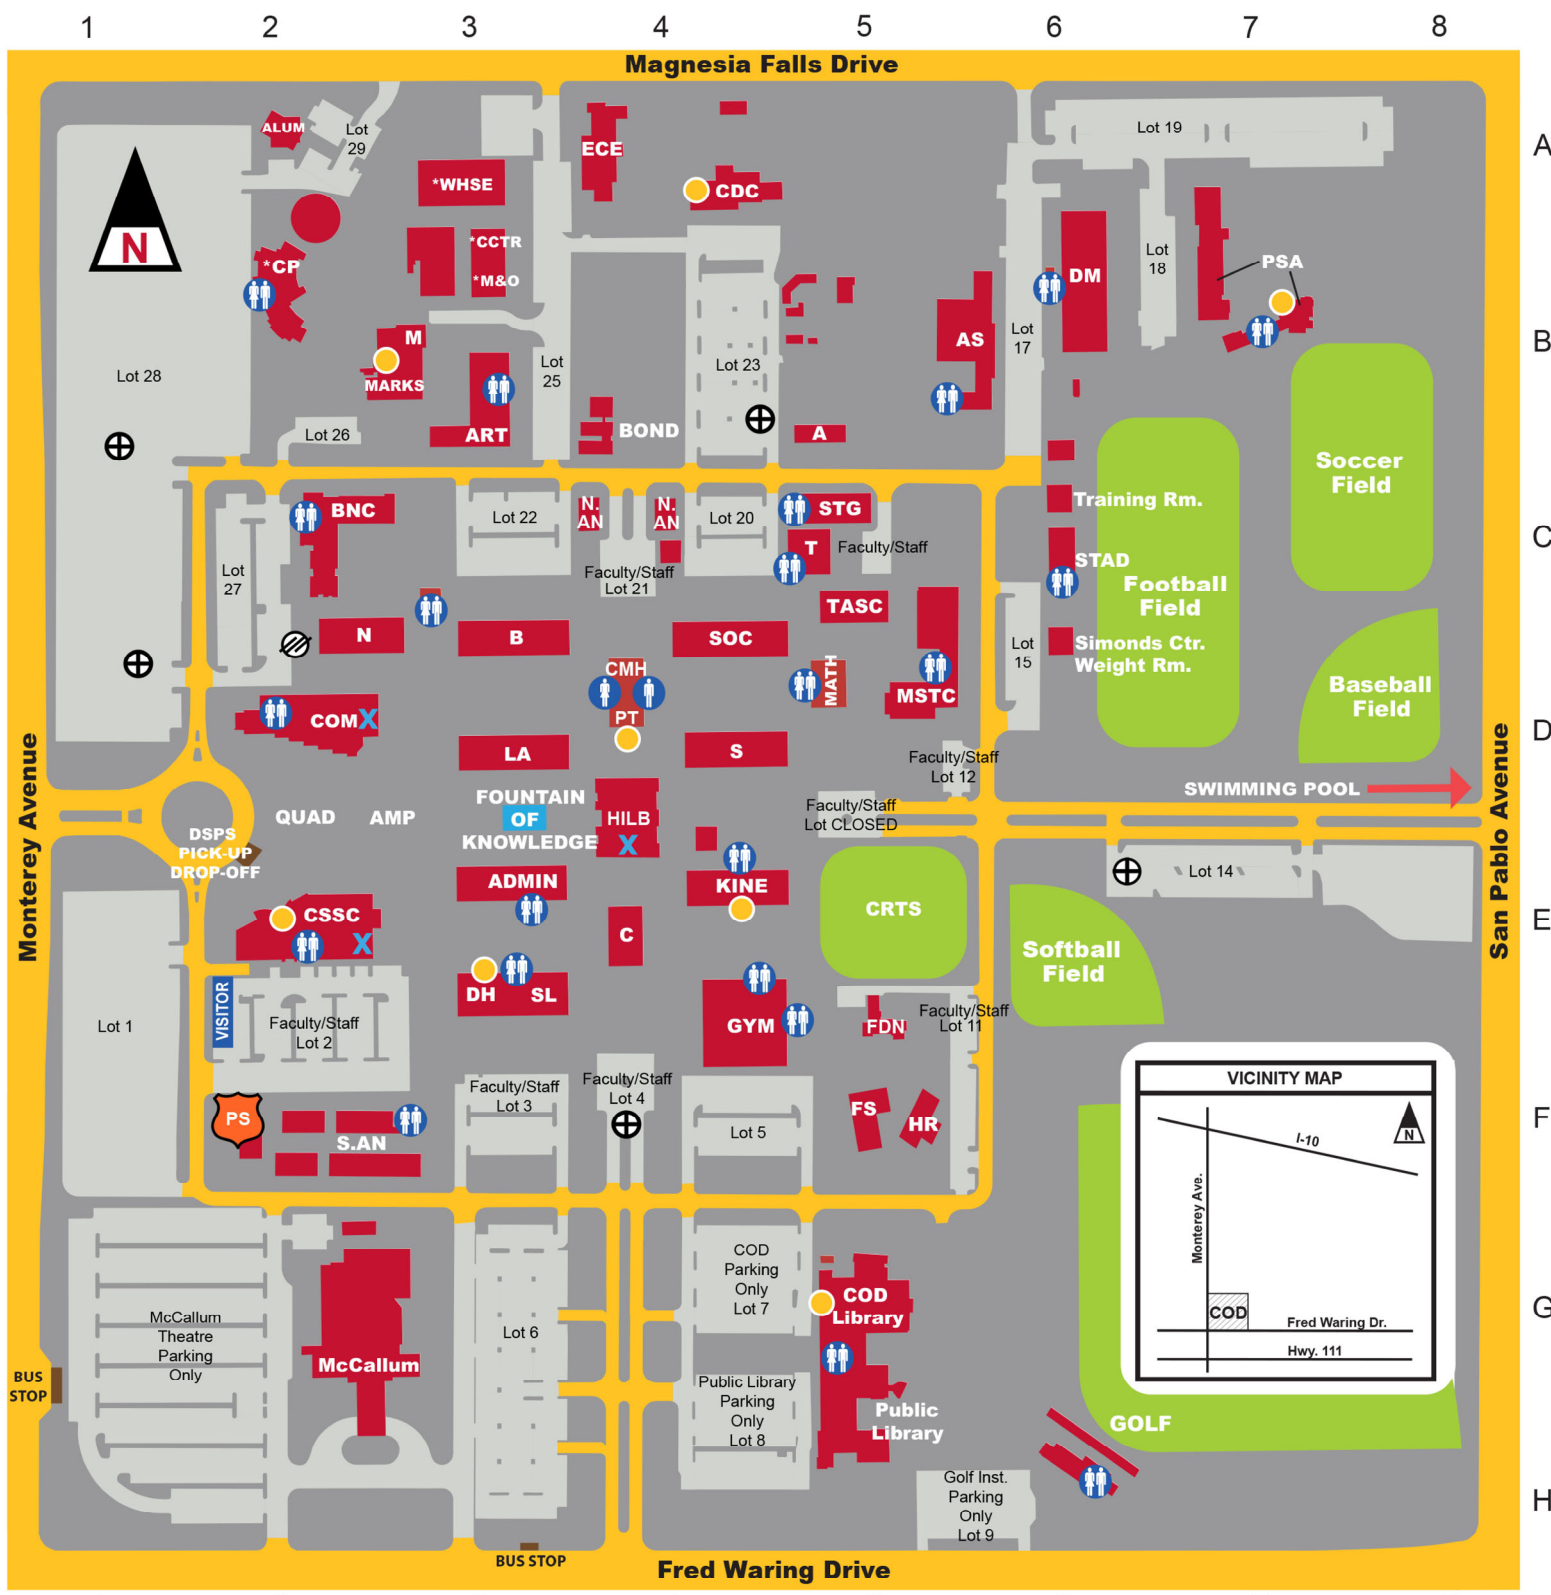 1 2 3 4 5 6 7 8
Magnesia Falls Drive
A
ALUM
Lot
29
ECE
Lot 19
*WHSE
CDC
N
*CCTR
*CP
*M&O
DM
Lot
18
PSA
B
M
MARKS
Lot 28
Lot
25
Lot 23
AS
Lot
17
Lot 26
ART
BOND
A
Soccer
Field
BNC
Lot 22
N.
AN
N.
AN
Lot 20
STG
Training Rm.
C
T
Faculty/Staff
Lot
27
Faculty/Staff
Lot 21
STAD
Football
Field
TASC
N
B
SOC
Lot
15
Simonds Ctr.
Weight Rm.
CMH
MATH
MSTC
Baseball
Field
COM
X
PT
D
LA
S
Faculty/Staff
Lot 12
Monterey Avenue
San Pablo Avenue
SWIMMING POOL
QUAD
AMP
FOUNTAIN
OF
KNOWLEDGE
HILB
X
Faculty/Staff
Lot CLOSED
DSPS
PICK-UP
DROP-OFF
ADMIN
KINE
Lot 14
CSSC
X
C
CRTS
E
Softball
Field
DH
SL
VISITOR
Lot 1
Faculty/Staff
Lot 2
GYM
FDN
Faculty/Staff
Lot 11
Faculty/Staff
Lot 3
Faculty/Staff
Lot 4
Lot 5
FS
HR
PS
S.AN
F
VICINITY MAP
I-10
N
Monterey Ave.
COD
Fred Waring Dr.
Hwy. 111
COD
Parking
Only
Lot 7
COD
Library
G
McCallum
Theatre
Parking
Only
McCallum
Lot 6
BUS
STOP
Public Library
Parking
Only
Lot 8
Public
Library
GOLF
Golf Inst.
Parking
Only
Lot 9
H
BUS STOP
Fred Waring Drive